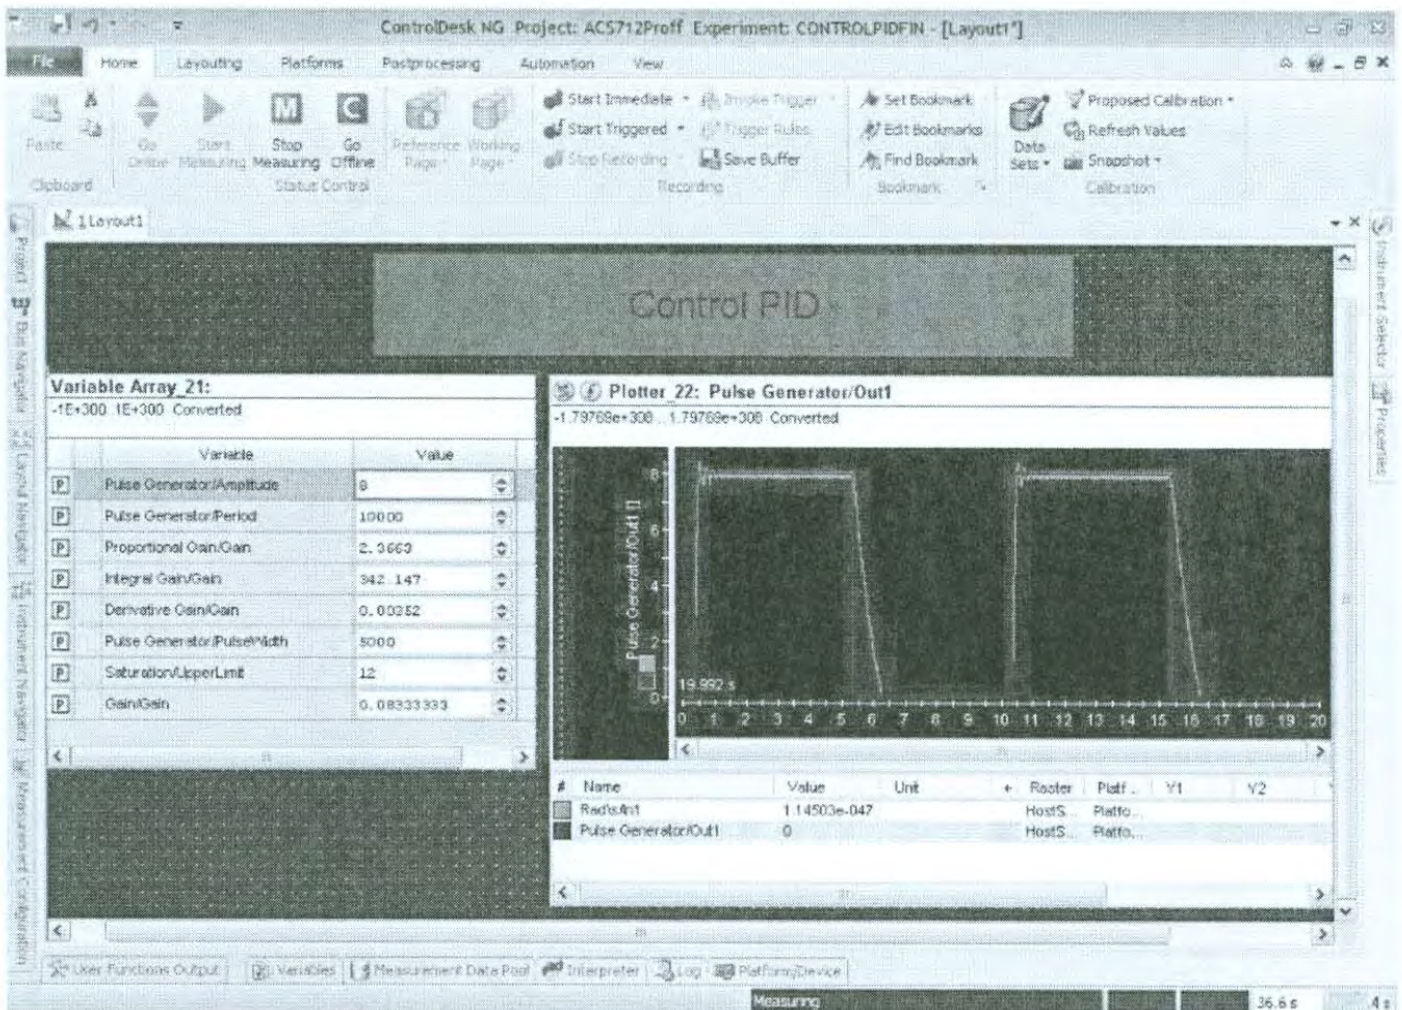 ControlDesk NG Project: ACS712Proff Experiment: CONTROLPIDFIN - [Layout1*]
File Home Layouting Platforms Postprocessing Automation View
Paste
Go Online
Start Measuring
Stop Measuring
Go Offline
Reference Page
Working Page
Start Immediate
Start Triggered
Stop Recording
Invoke Trigger
Trigger Rules
Save Buffer
Set Bookmark
Edit Bookmarks
Find Bookmark
Data Sets
Proposed Calibration
Refresh Values
Snapshot
Clipboard Status Control Recording Bookmark Calibration
1 Layout1
Project
Bus Navigator
Layout Navigator
Instrument Navigator
Measurement Configuration
Control PID
Variable Array_21:
-1E+300 1E+300 Converted
Variable Value
P Pulse Generator/Amplitude 8
P Pulse Generator/Period 10000
P Proportional Gain/Gain 2.3663
P Integral Gain/Gain 342.147
P Derivative Gain/Gain 0.00352
P Pulse Generator/PulseWidth 5000
P Saturation/UpperLimit 12
P Gain/Gain 0.08333333
Plotter_22: Pulse Generator/Out1
-1.79769e+308 .. 1.79769e+308 Converted
Pulse Generator/Out1 []
8
6
4
2
0
19.992 s
0 1 2 3 4 5 6 7 8 9 10 11 12 13 14 15 16 17 18 19 20
# Name Value Unit + Raster Platf... Y1 Y2
Rad/s/In1 1.14503e-047 HostS... Platfo...
Pulse Generator/Out1 0 HostS... Platfo...
Instrument Selector
Properties
User Functions Output Variables Measurement Data Pool Interpreter Log Platform/Device
Measuring 36.6 s